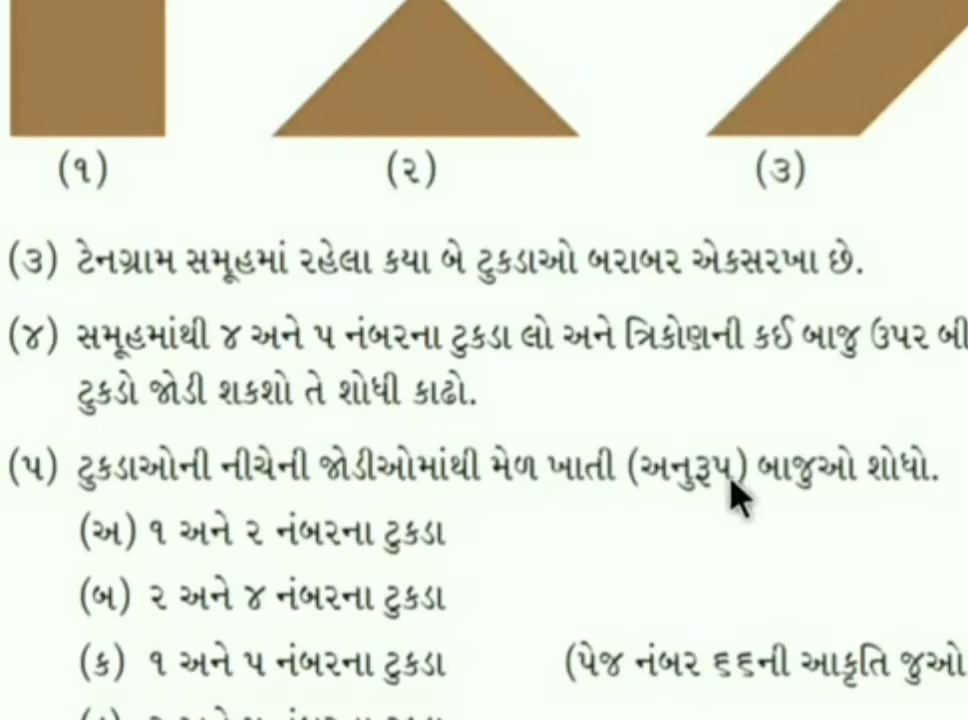 (૧) (૨) (૩)
(૩) ટેનગ્રામ સમૂહમાં રહેલા કયા બે ટુકડાઓ બરાબર એકસરખા છે.
(૪) સમૂહમાંથી ૪ અને ૫ નંબરના ટુકડા લો અને ત્રિકોણની કઈ બાજુ ઉપર બી
ટુકડો જોડી શકશો તે શોધી કાઢો.
(૫) ટુકડાઓની નીચેની જોડીઓમાંથી મેળ ખાતી (અનુરૂપ) બાજુઓ શોધો.
(અ) ૧ અને ૨ નંબરના ટુકડા
(બ) ૨ અને ૪ નંબરના ટુકડા
(ક) ૧ અને ૫ નંબરના ટુકડા (પેજ નંબર ૬૬ની આકૃતિ જુઓ